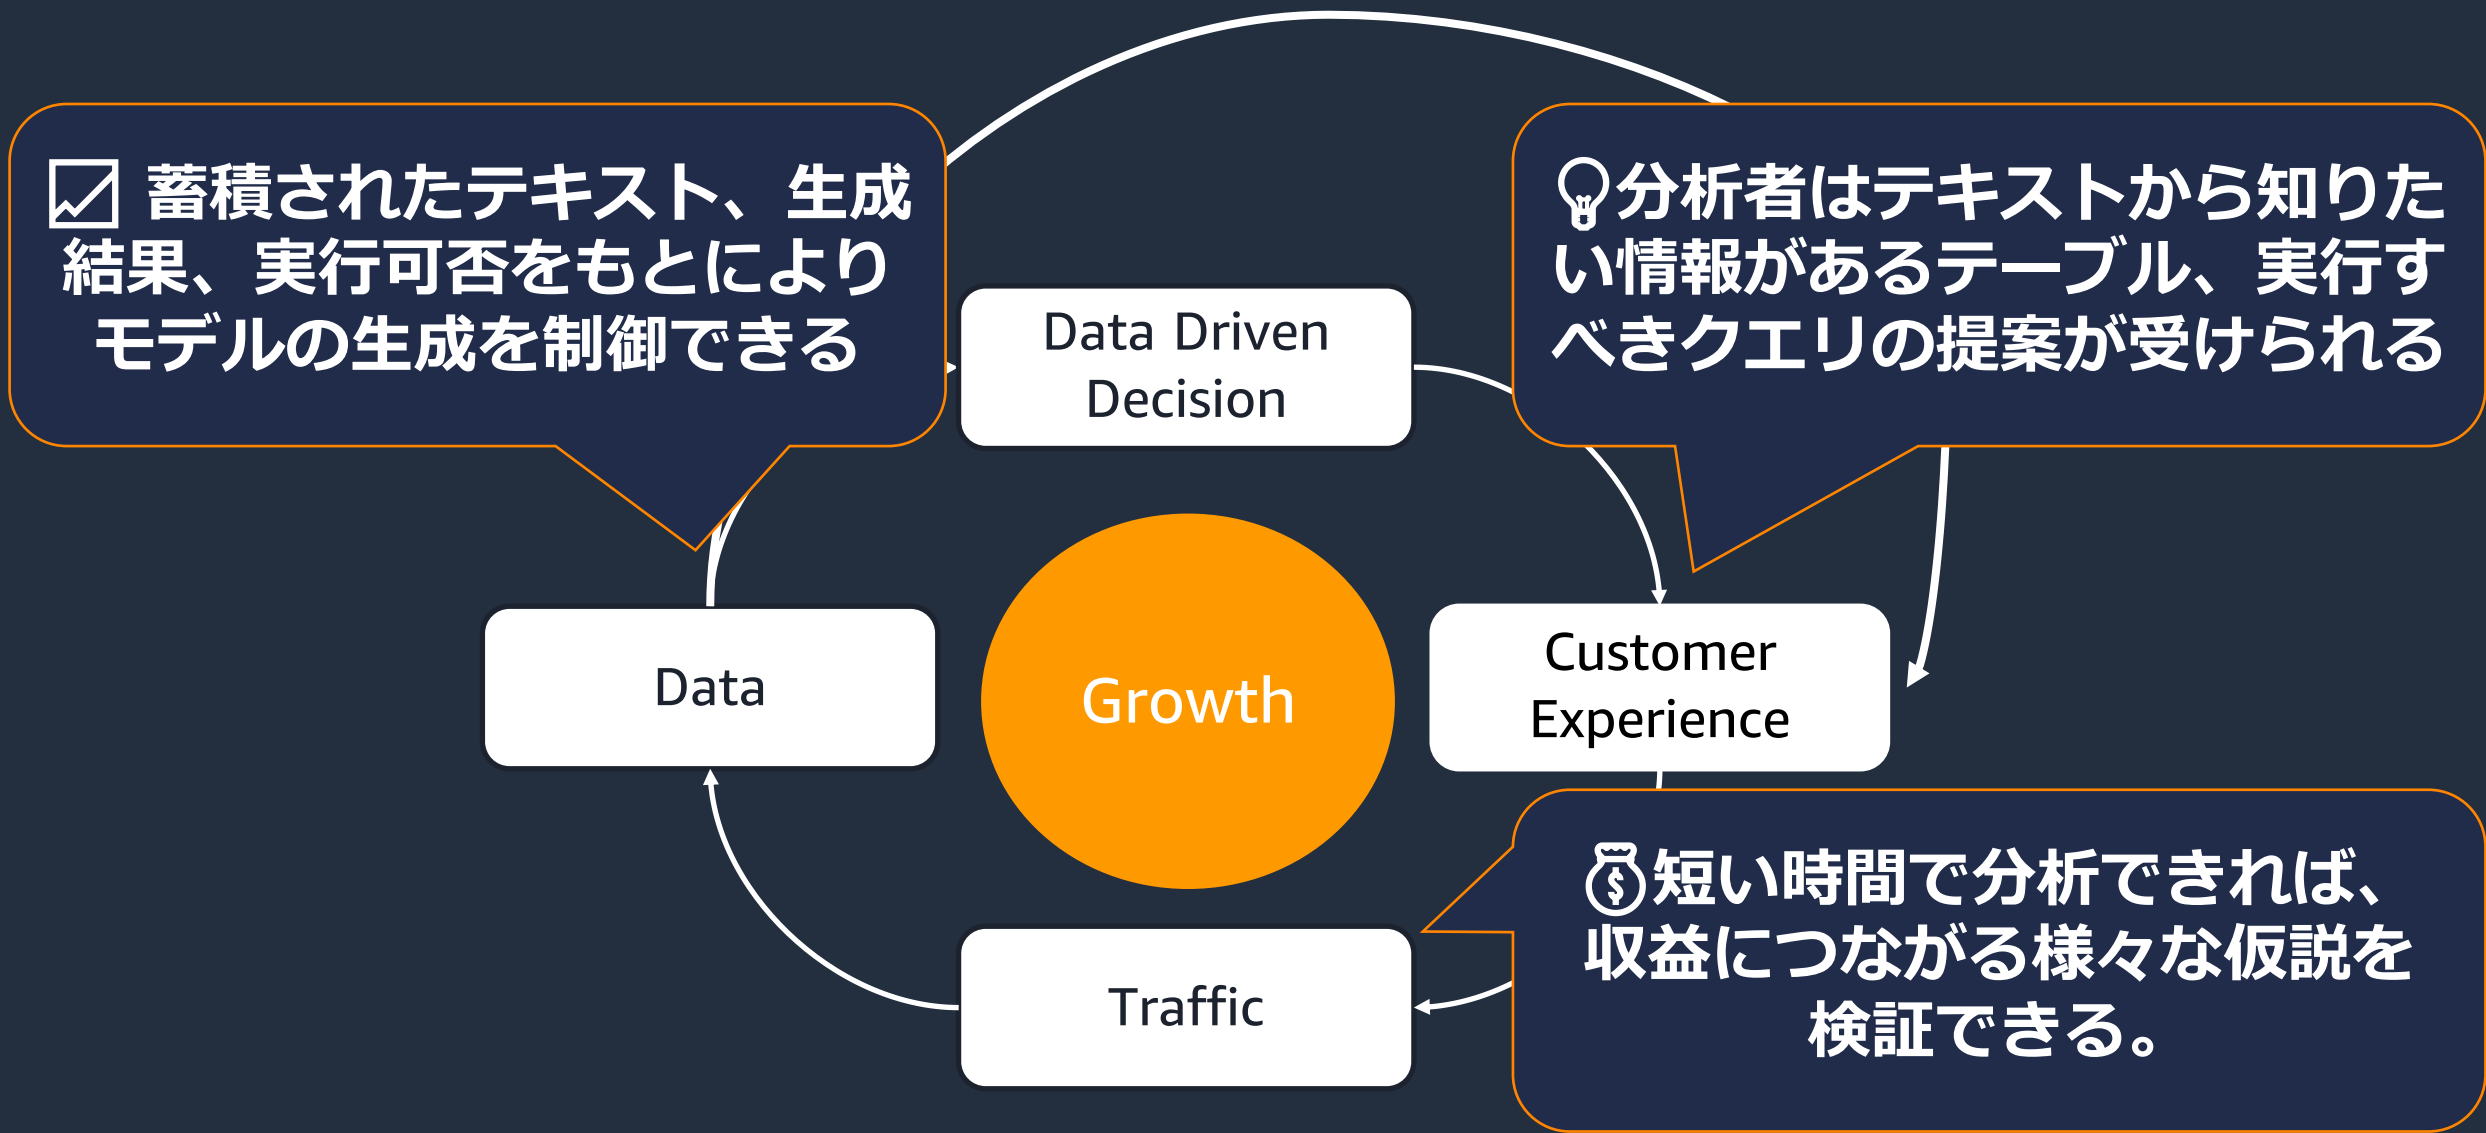 蓄積されたテキスト、生成
結果、実行可否をもとにより
モデルの生成を制御できる
分析者はテキストから知りた
い情報があるテーブル、実行す
べきクエリの提案が受けられる
Data Driven
Decision
Growth
Data
Customer
Experience
短い時間で分析できれば、
収益につながる様々な仮説を
検証できる。
Traffic